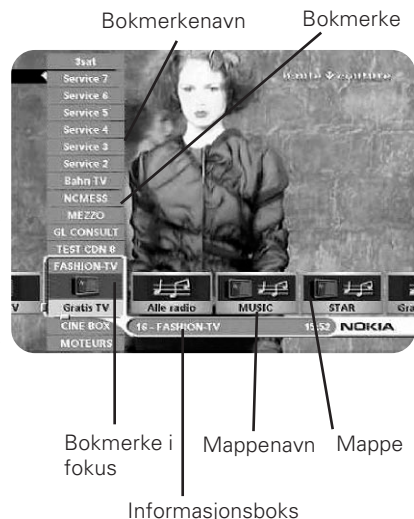 Bokmerkenavn
Bokmerke
3sat
Service 7
Service 6
Service 5
Service 4
Service 3
Service 2
Bahn TV
NCMESS
MEZZO
GL CONSULT
TEST CDN 8
FASHION-TV
V
Gratis TV
Alle radio
MUSIC
STAR
Gra
CINE BOX
16 - FASHION-TV
15:52
NOKIA
MOTEURS
Bokmerke i
fokus
Mappenavn
Mappe
Informasjonsboks